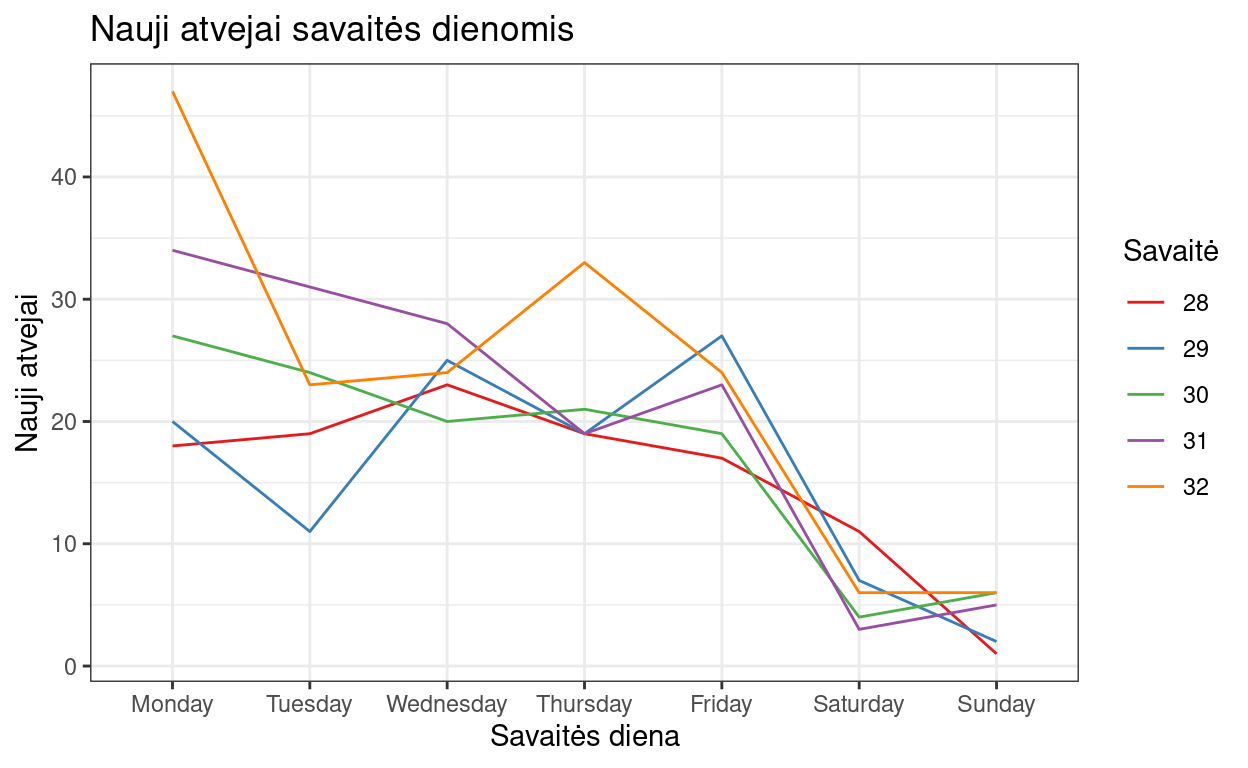 Nauji atvejai savaitės dienomis
Nauji atvejai
40
30
20
10
0
Monday Tuesday Wednesday Thursday Friday Saturday Sunday
Savaitės diena
Savaitė
28
29
30
31
32